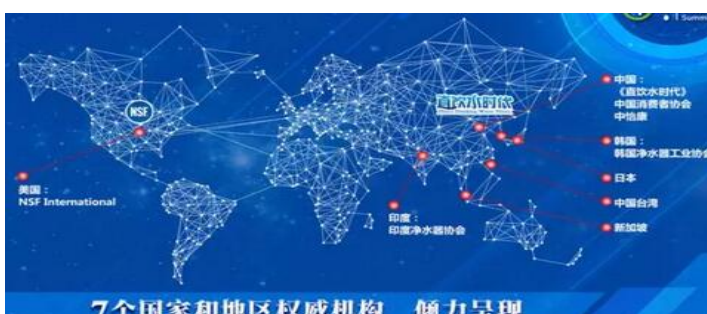 1 Summ
NSF
直饮水时代
中国：
《直饮水时代》
中国消费者协会
中怡康
韩国：
韩国净水器工业协会
日本
中国台湾
新加坡
美国：
NSF International
印度：
印度净水器协会
7个国家和地区权威机构 倾力呈现